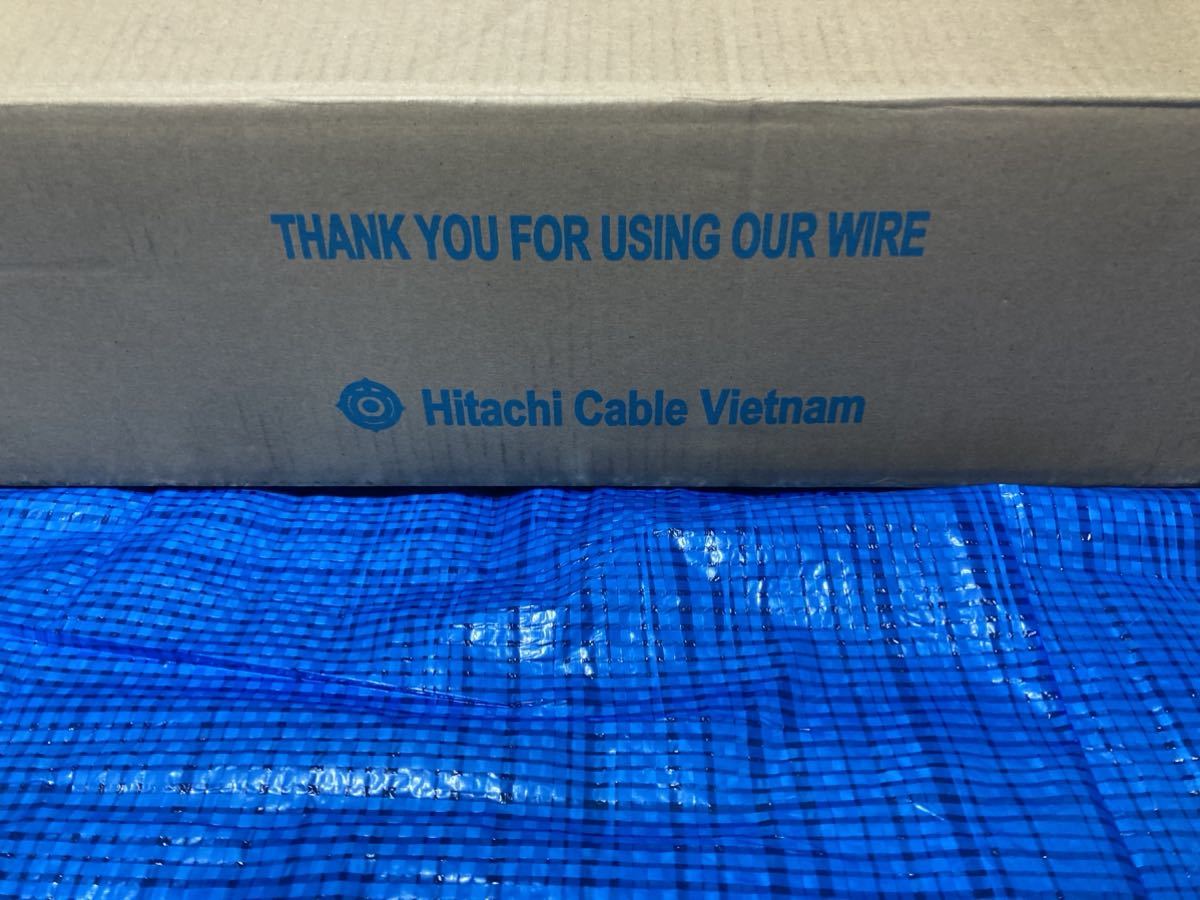 THANK YOU FOR USING OUR WIRE
Hitachi Cable Vietnam